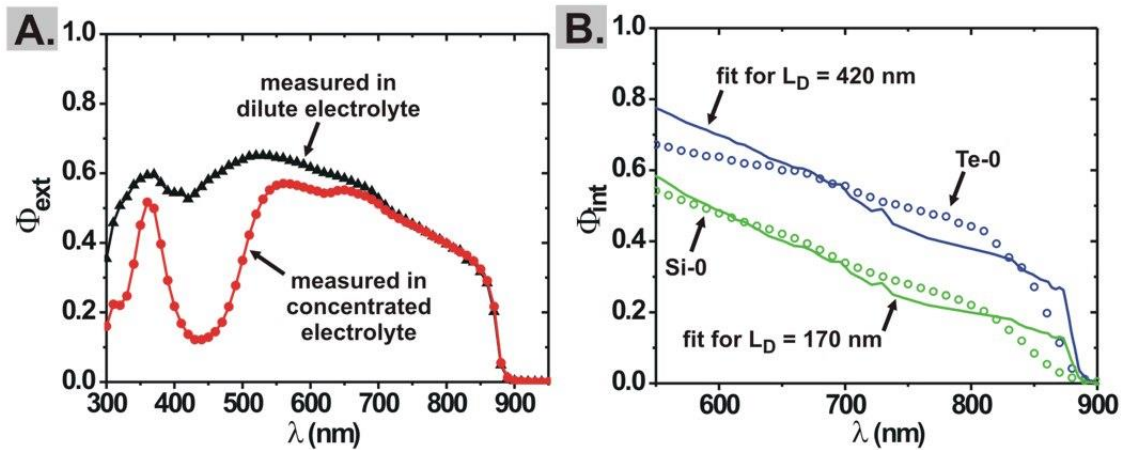 A.
1.0
0.8
0.6
0.4
0.2
0.0
Φext
measured in
dilute electrolyte
measured in
concentrated
electrolyte
300 400 500 600 700 800 900
λ (nm)
B.
1.0
0.8
0.6
0.4
0.2
0.0
Φint
fit for LD = 420 nm
Te-0
Si-0
fit for LD = 170 nm
600 700 800 900
λ (nm)